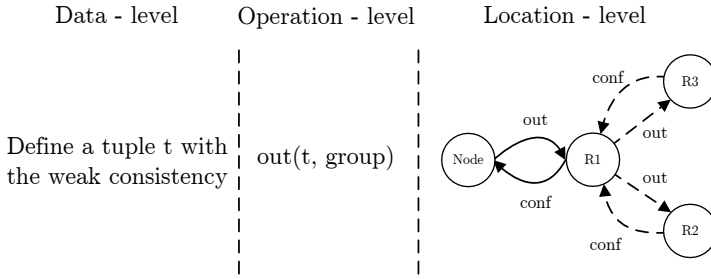 Data - level
Operation - level
Location - level
Define a tuple t with
the weak consistency
out(t, group)
Node
out
conf
R1
conf
out
R3
out
conf
R2